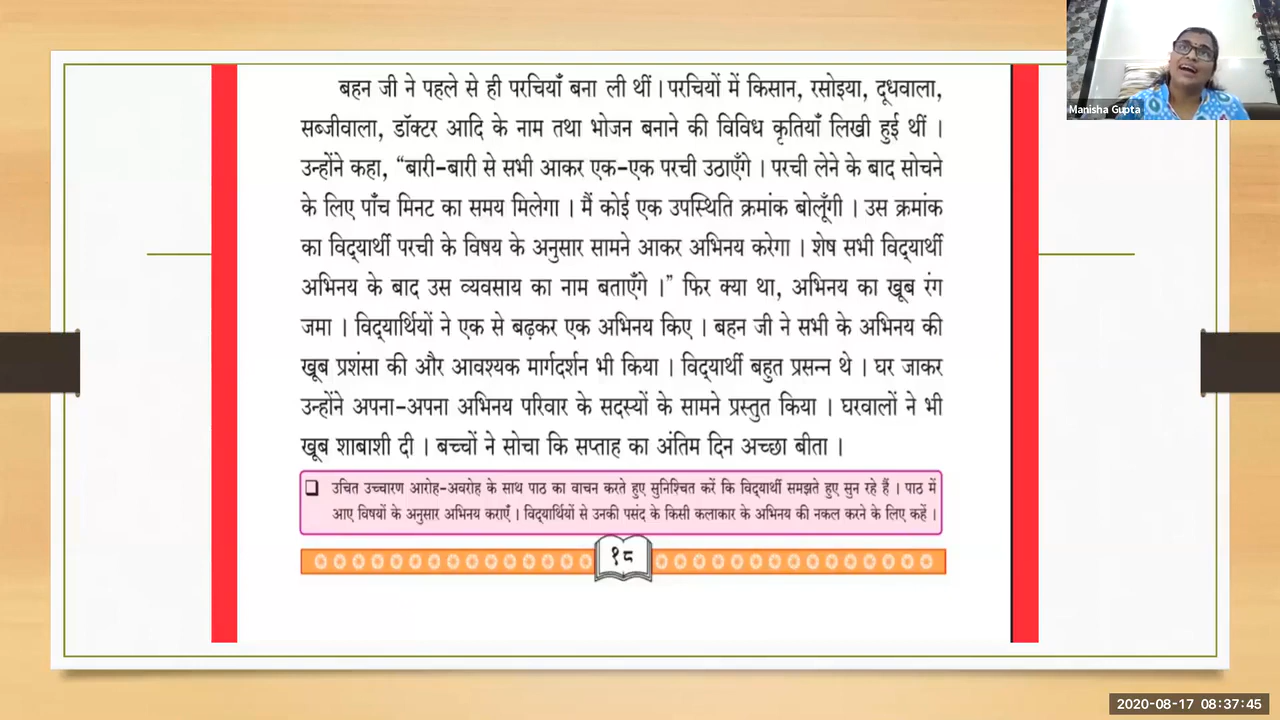 बहन जी ने पहले से ही परचियाँ बना ली थीं । परचियों में किसान, रसोइया, दूधवाला,
सब्जीवाला, डॉक्टर आदि के नाम तथा भोजन बनाने की विविध कृतियाँ लिखी हुई थीं ।
उन्होंने कहा, “बारी-बारी से सभी आकर एक-एक परची उठाएँगे । परची लेने के बाद सोचने
के लिए पाँच मिनट का समय मिलेगा । मैं कोई एक उपस्थिति क्रमांक बोलूँगी । उस क्रमांक
का विद्‌यार्थी परची के विषय के अनुसार सामने आकर अभिनय करेगा । शेष सभी विद्‌यार्थी
अभिनय के बाद उस व्यवसाय का नाम बताएँगे ।” फिर क्या था, अभिनय का खूब रंग
जमा । विद्‌यार्थियों ने एक से बढ़कर एक अभिनय किए । बहन जी ने सभी के अभिनय की
खूब प्रशंसा की और आवश्यक मार्गदर्शन भी किया । विद्‌यार्थी बहुत प्रसन्न थे । घर जाकर
उन्होंने अपना-अपना अभिनय परिवार के सदस्यों के सामने प्रस्तुत किया । घरवालों ने भी
खूब शाबाशी दी । बच्चों ने सोचा कि सप्ताह का अंतिम दिन अच्छा बीता ।
उचित उच्चारण आरोह-अवरोह के साथ पाठ का वाचन करते हुए सुनिश्चित करें कि विद्‌यार्थी समझते हुए सुन रहे हैं । पाठ में
आए विषयों के अनुसार अभिनय कराएँ । विद्‌यार्थियों से उनकी पसंद के किसी कलाकार के अभिनय की नकल करने के लिए कहें ।
१८
Manisha Gupta
2020-08-17 08:37:45